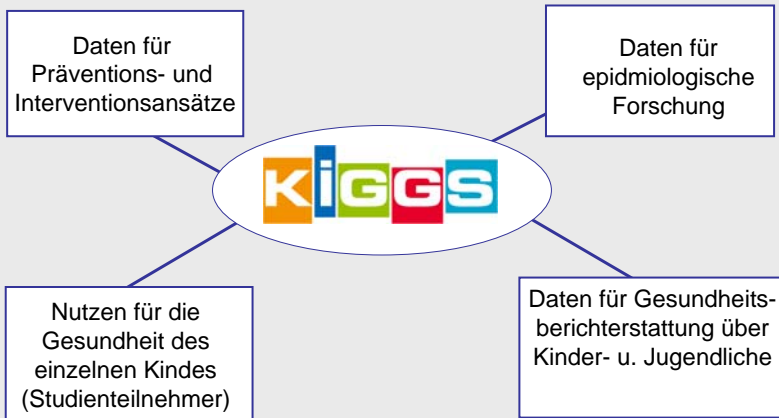 Daten für
Präventions- und
Interventionsansätze
Daten für
epidmiologische
Forschung
KiGGS
Nutzen für die
Gesundheit des
einzelnen Kindes
(Studienteilnehmer)
Daten für Gesundheits-
berichterstattung über
Kinder- u. Jugendliche